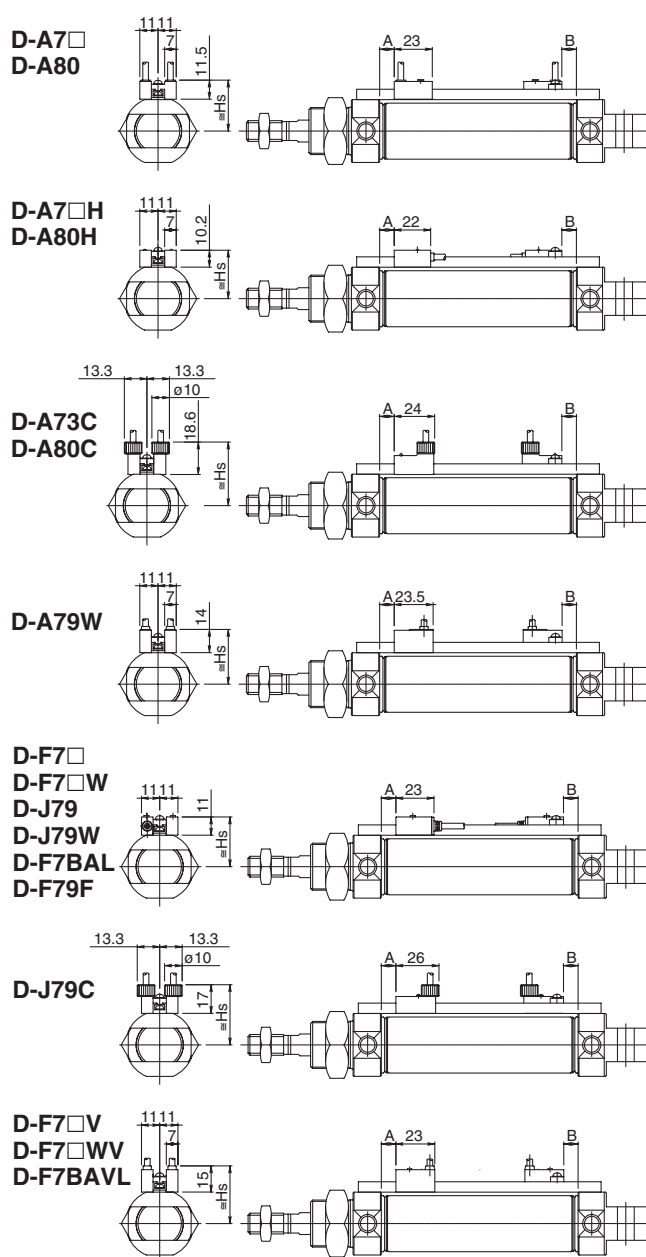 D-A7□
D-A80
11 11
7
11.5
≅Hs
A 23
B
D-A7□H
D-A80H
11 11
7
10.2
≅Hs
A 22
B
D-A73C
D-A80C
13.3 13.3
ø10
18.6
≅Hs
A 24
B
D-A79W
11 11
7
14
≅Hs
A 23.5
B
D-F7□
D-F7□W
D-J79
D-J79W
D-F7BAL
D-F79F
11 11
11
≅Hs
A 23
B
D-J79C
13.3 13.3
ø10
17
≅Hs
A 26
B
D-F7□V
D-F7□WV
D-F7BAVL
11 11
7
15
≅Hs
A 23
B